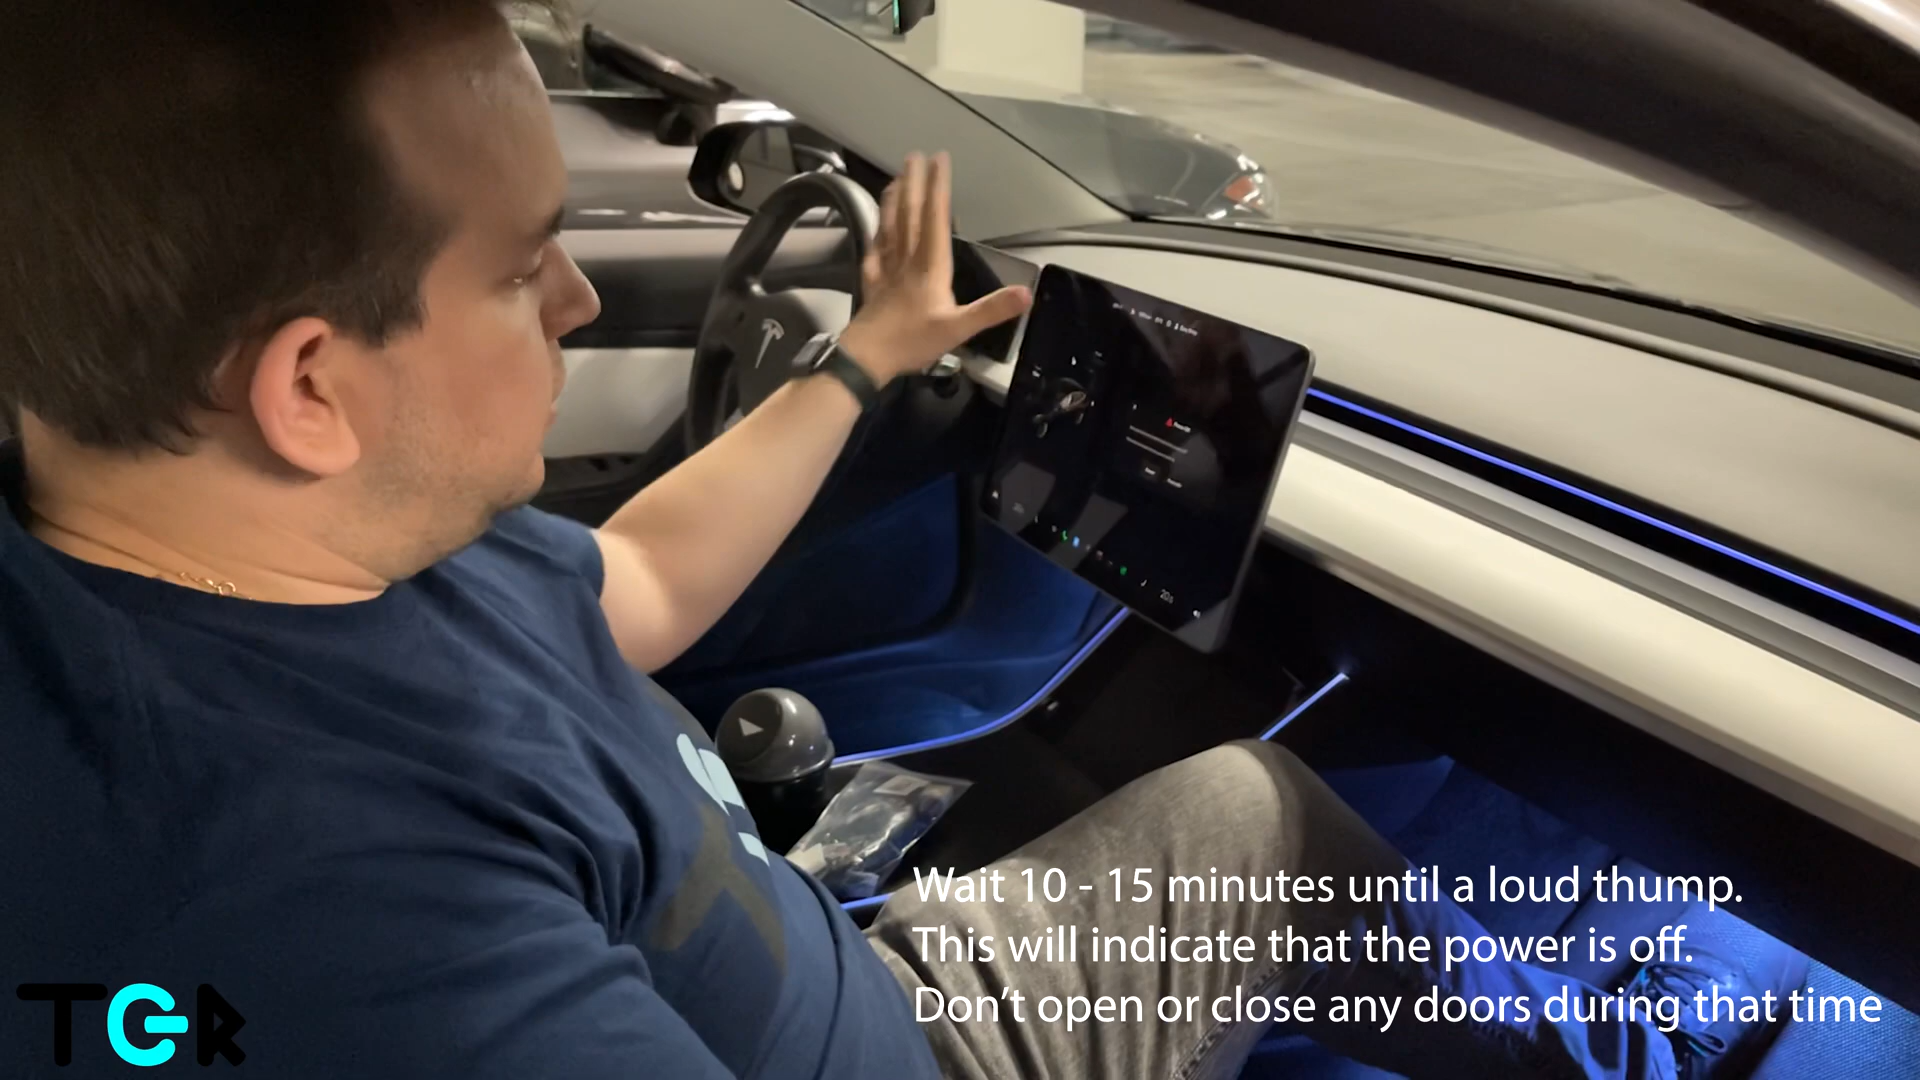 Wait 10 - 15 minutes until a loud thump.
This will indicate that the power is off.
Don't open or close any doors during that time
TGR